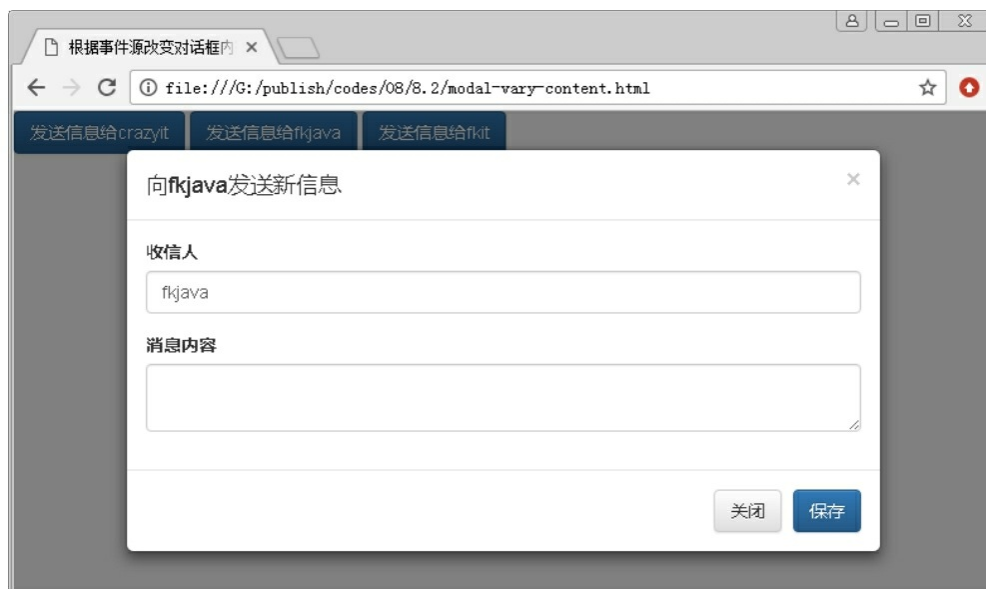 根据事件源改变对话框内
file:///G:/publish/codes/08/8.2/modal-vary-content.html
发送信息给crazyit 发送信息给fkjava 发送信息给fkit
向fkjava发送新信息 ×
收信人
fkjava
消息内容
关闭 保存